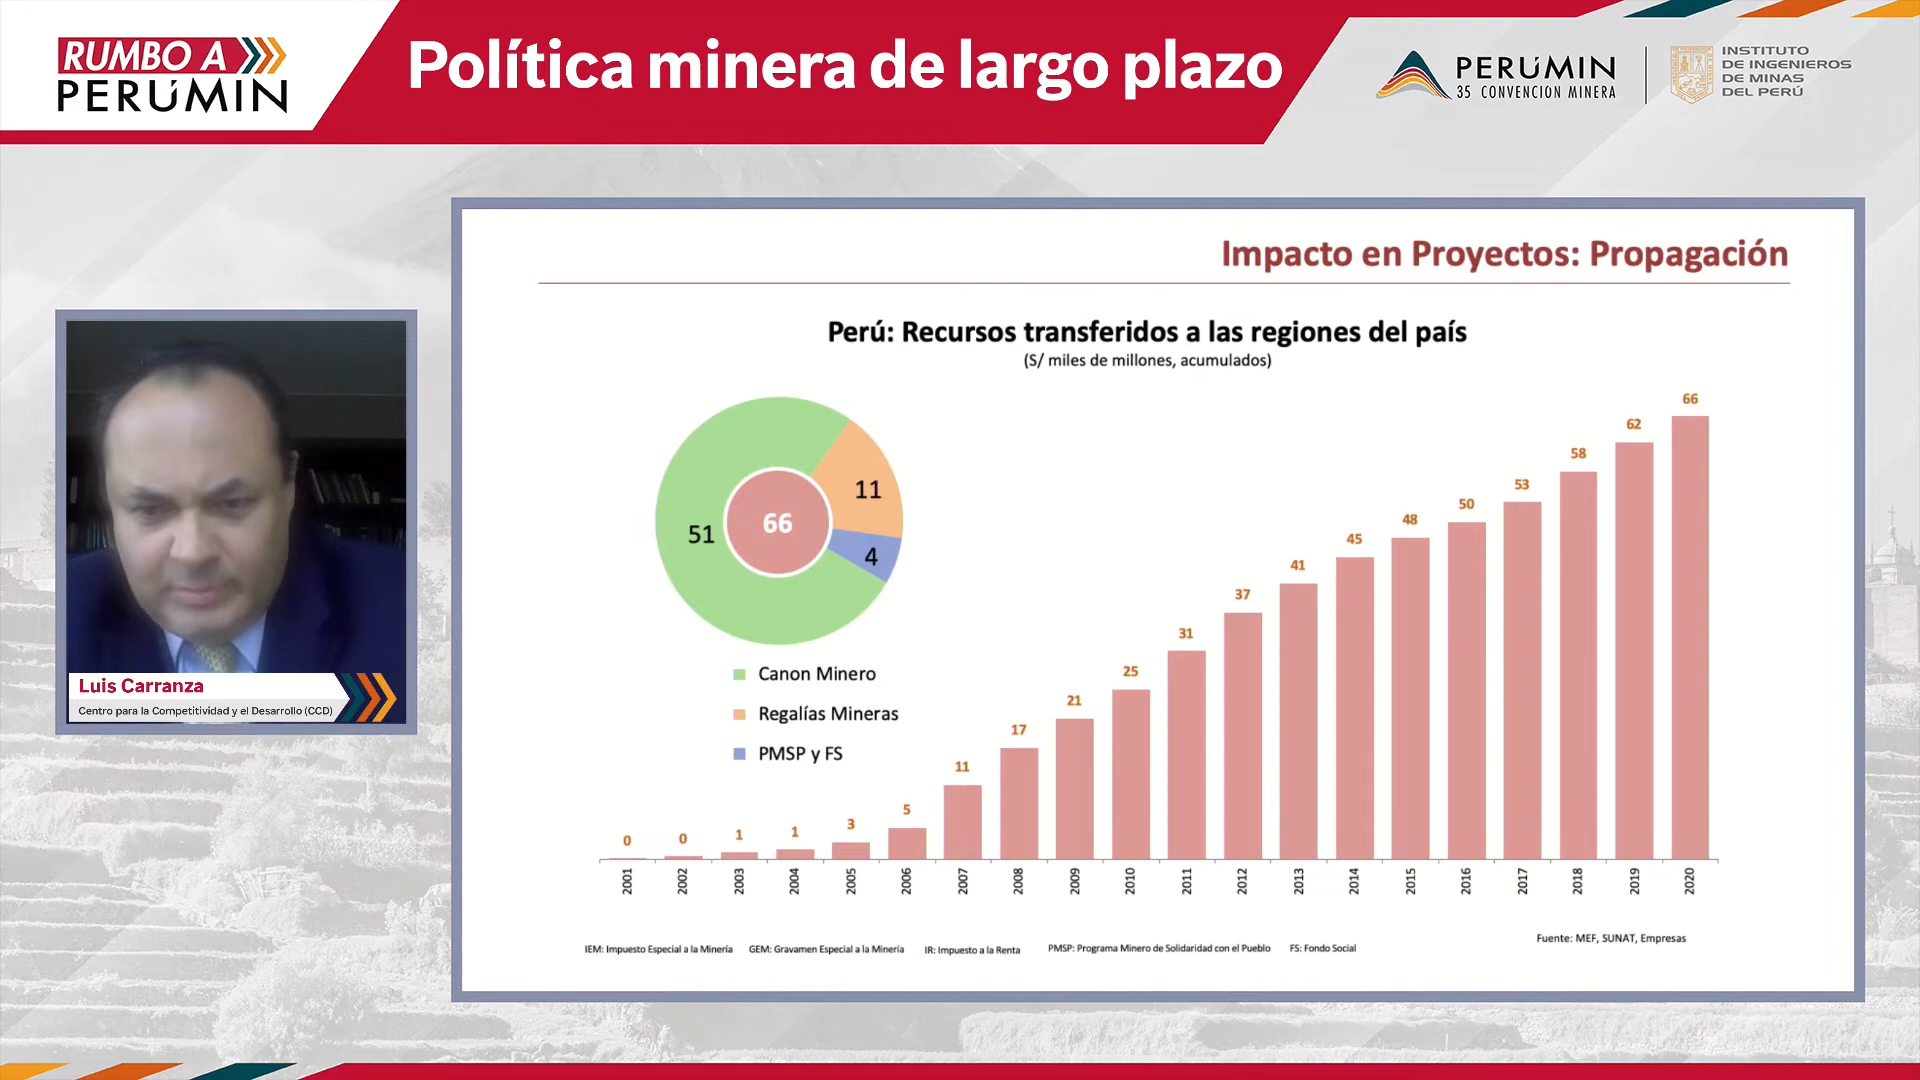 RUMBO A
PERÚMIN
Política minera de largo plazo
PERÚMIN
35 CONVENCIÓN MINERA
INSTITUTO
DE INGENIEROS
DE MINAS
DEL PERÚ
Impacto en Proyectos: Propagación
Perú: Recursos transferidos a las regiones del país
(S/ miles de millones, acumulados)
51
66
11
4
Canon Minero
Regalías Mineras
PMSP y FS
0 0 1 1 3 5 11 17 21 25 31 37 41 45 48 50 53 58 62 66
2001 2002 2003 2004 2005 2006 2007 2008 2009 2010 2011 2012 2013 2014 2015 2016 2017 2018 2019 2020
Fuente: MEF, SUNAT, Empresas
IEM: Impuesto Especial a la Minería GEM: Gravamen Especial a la Minería IR: Impuesto a la Renta PMSP: Programa Minero de Solidaridad con el Pueblo FS: Fondo Social
Luis Carranza
Centro para la Competitividad y el Desarrollo (CCD)